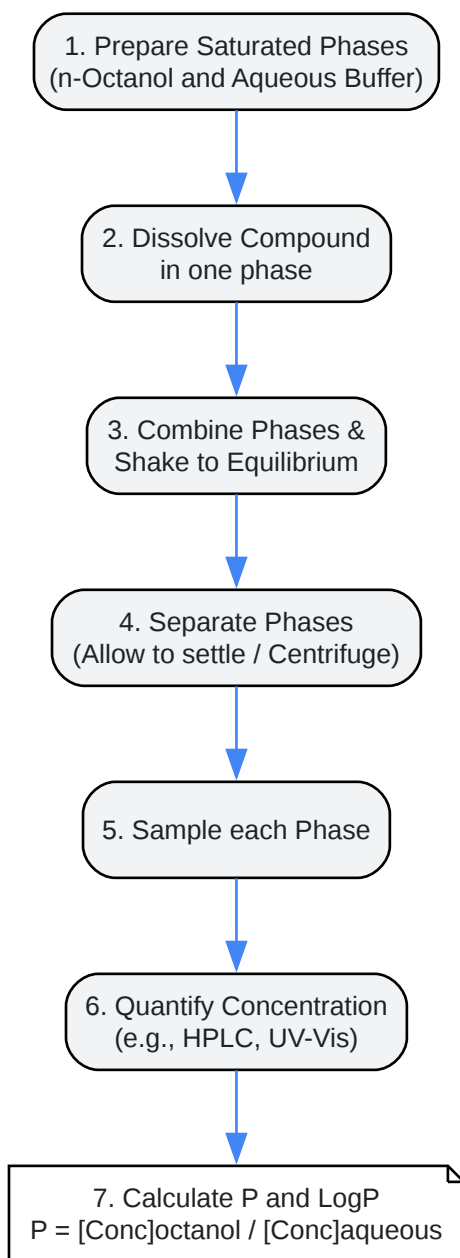 1. Prepare Saturated Phases
(n-Octanol and Aqueous Buffer)
2. Dissolve Compound
in one phase
3. Combine Phases &
Shake to Equilibrium
4. Separate Phases
(Allow to settle / Centrifuge)
5. Sample each Phase
6. Quantify Concentration
(e.g., HPLC, UV-Vis)
7. Calculate P and LogP
P = [Conc]octanol / [Conc]aqueous